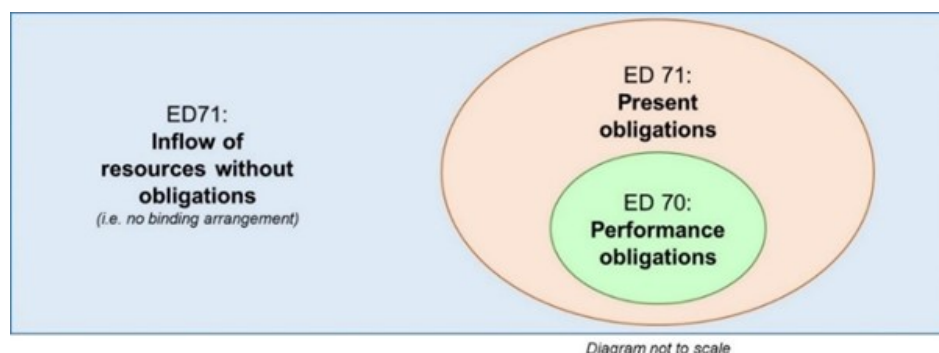 ED71:
Inflow of
resources without
obligations
(i.e. no binding arrangement)
ED 71:
Present
obligations
ED 70:
Performance
obligations
Diagram not to scale